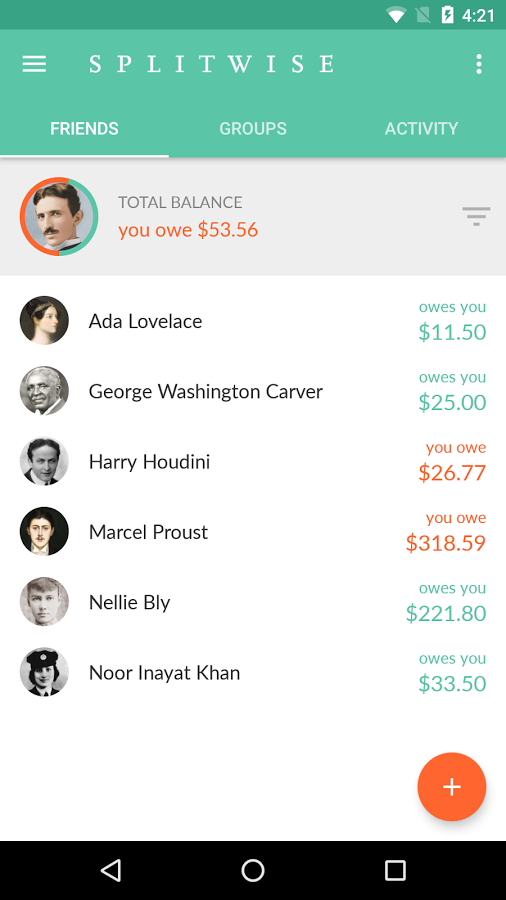 4:21
SPLITWISE
FRIENDS GROUPS ACTIVITY
TOTAL BALANCE
you owe $53.56
owes you
Ada Lovelace
$11.50
owes you
George Washington Carver
$25.00
you owe
Harry Houdini
$26.77
you owe
Marcel Proust
$318.59
owes you
Nellie Bly
$221.80
owes you
Noor Inayat Khan
$33.50